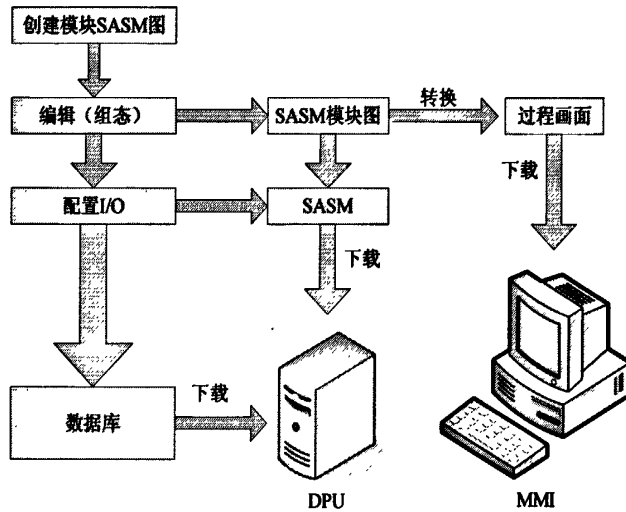 创建模块SASM图
编辑（组态）
SASM模块图
转换
过程画面
下载
配置I/O
SASM
下载
数据库
下载
DPU
MMI